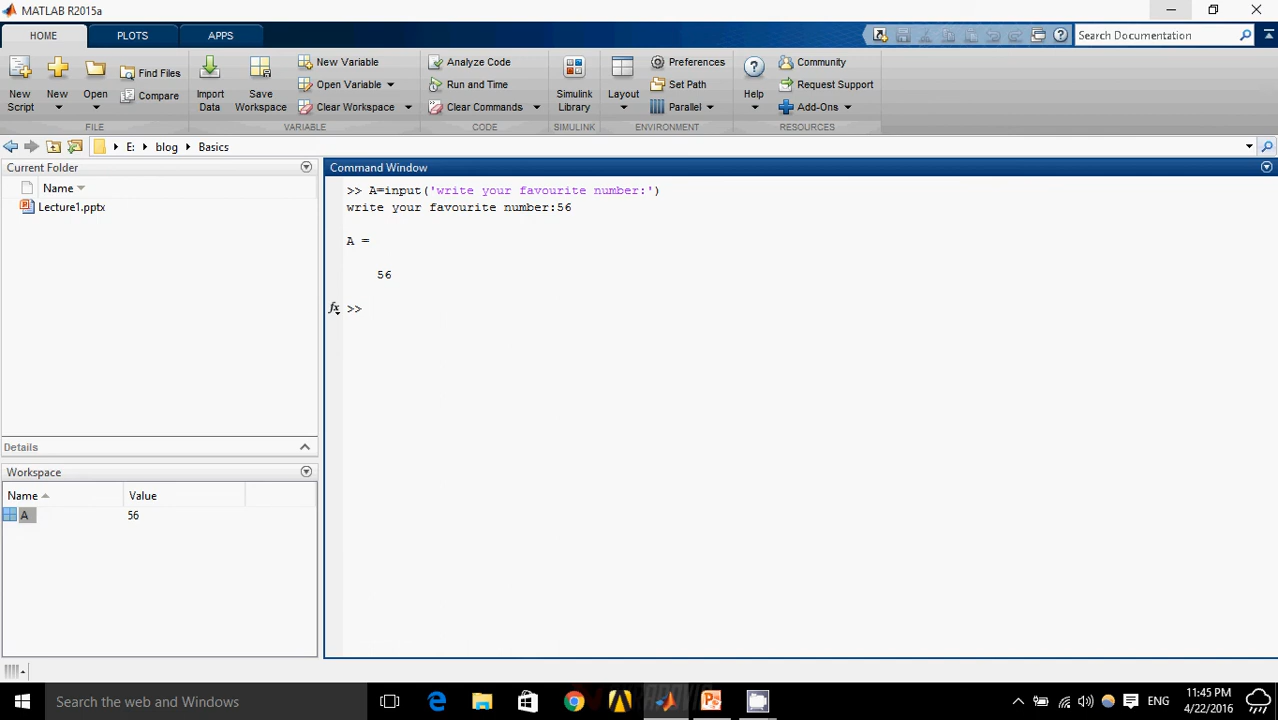 MATLAB R2015a
HOME PLOTS APPS
Search Documentation
New Script
New
Open
Find Files
Compare
FILE
Import Data
Save Workspace
New Variable
Open Variable
Clear Workspace
VARIABLE
Analyze Code
Run and Time
Clear Commands
CODE
Simulink Library
SIMULINK
Layout
Preferences
Set Path
Parallel
ENVIRONMENT
Help
Community
Request Support
Add-Ons
RESOURCES
E: blog Basics
Current Folder
Name
Lecture1.pptx
Details
Workspace
Name Value
A 56
Command Window
>> A=input('write your favourite number:')
write your favourite number:56
A =
56
fx >>
Search the web and Windows
ENG
11:45 PM
4/22/2016